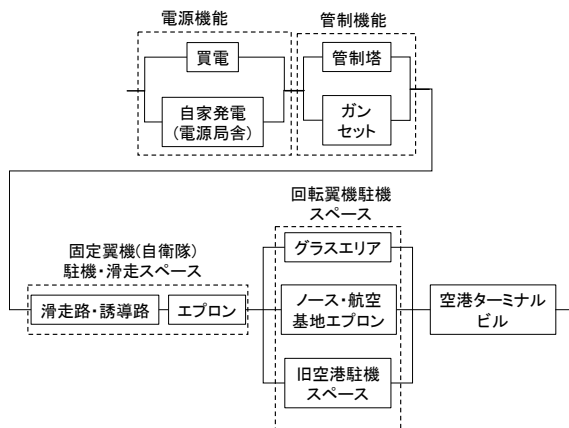 電源機能
管制機能
買電
管制塔
自家発電
(電源局舎)
ガン
セット
回転翼機駐機
スペース
固定翼機(自衛隊)
駐機・滑走スペース
グラスエリア
滑走路・誘導路
エプロン
ノース・航空
基地エプロン
空港ターミナル
ビル
旧空港駐機
スペース